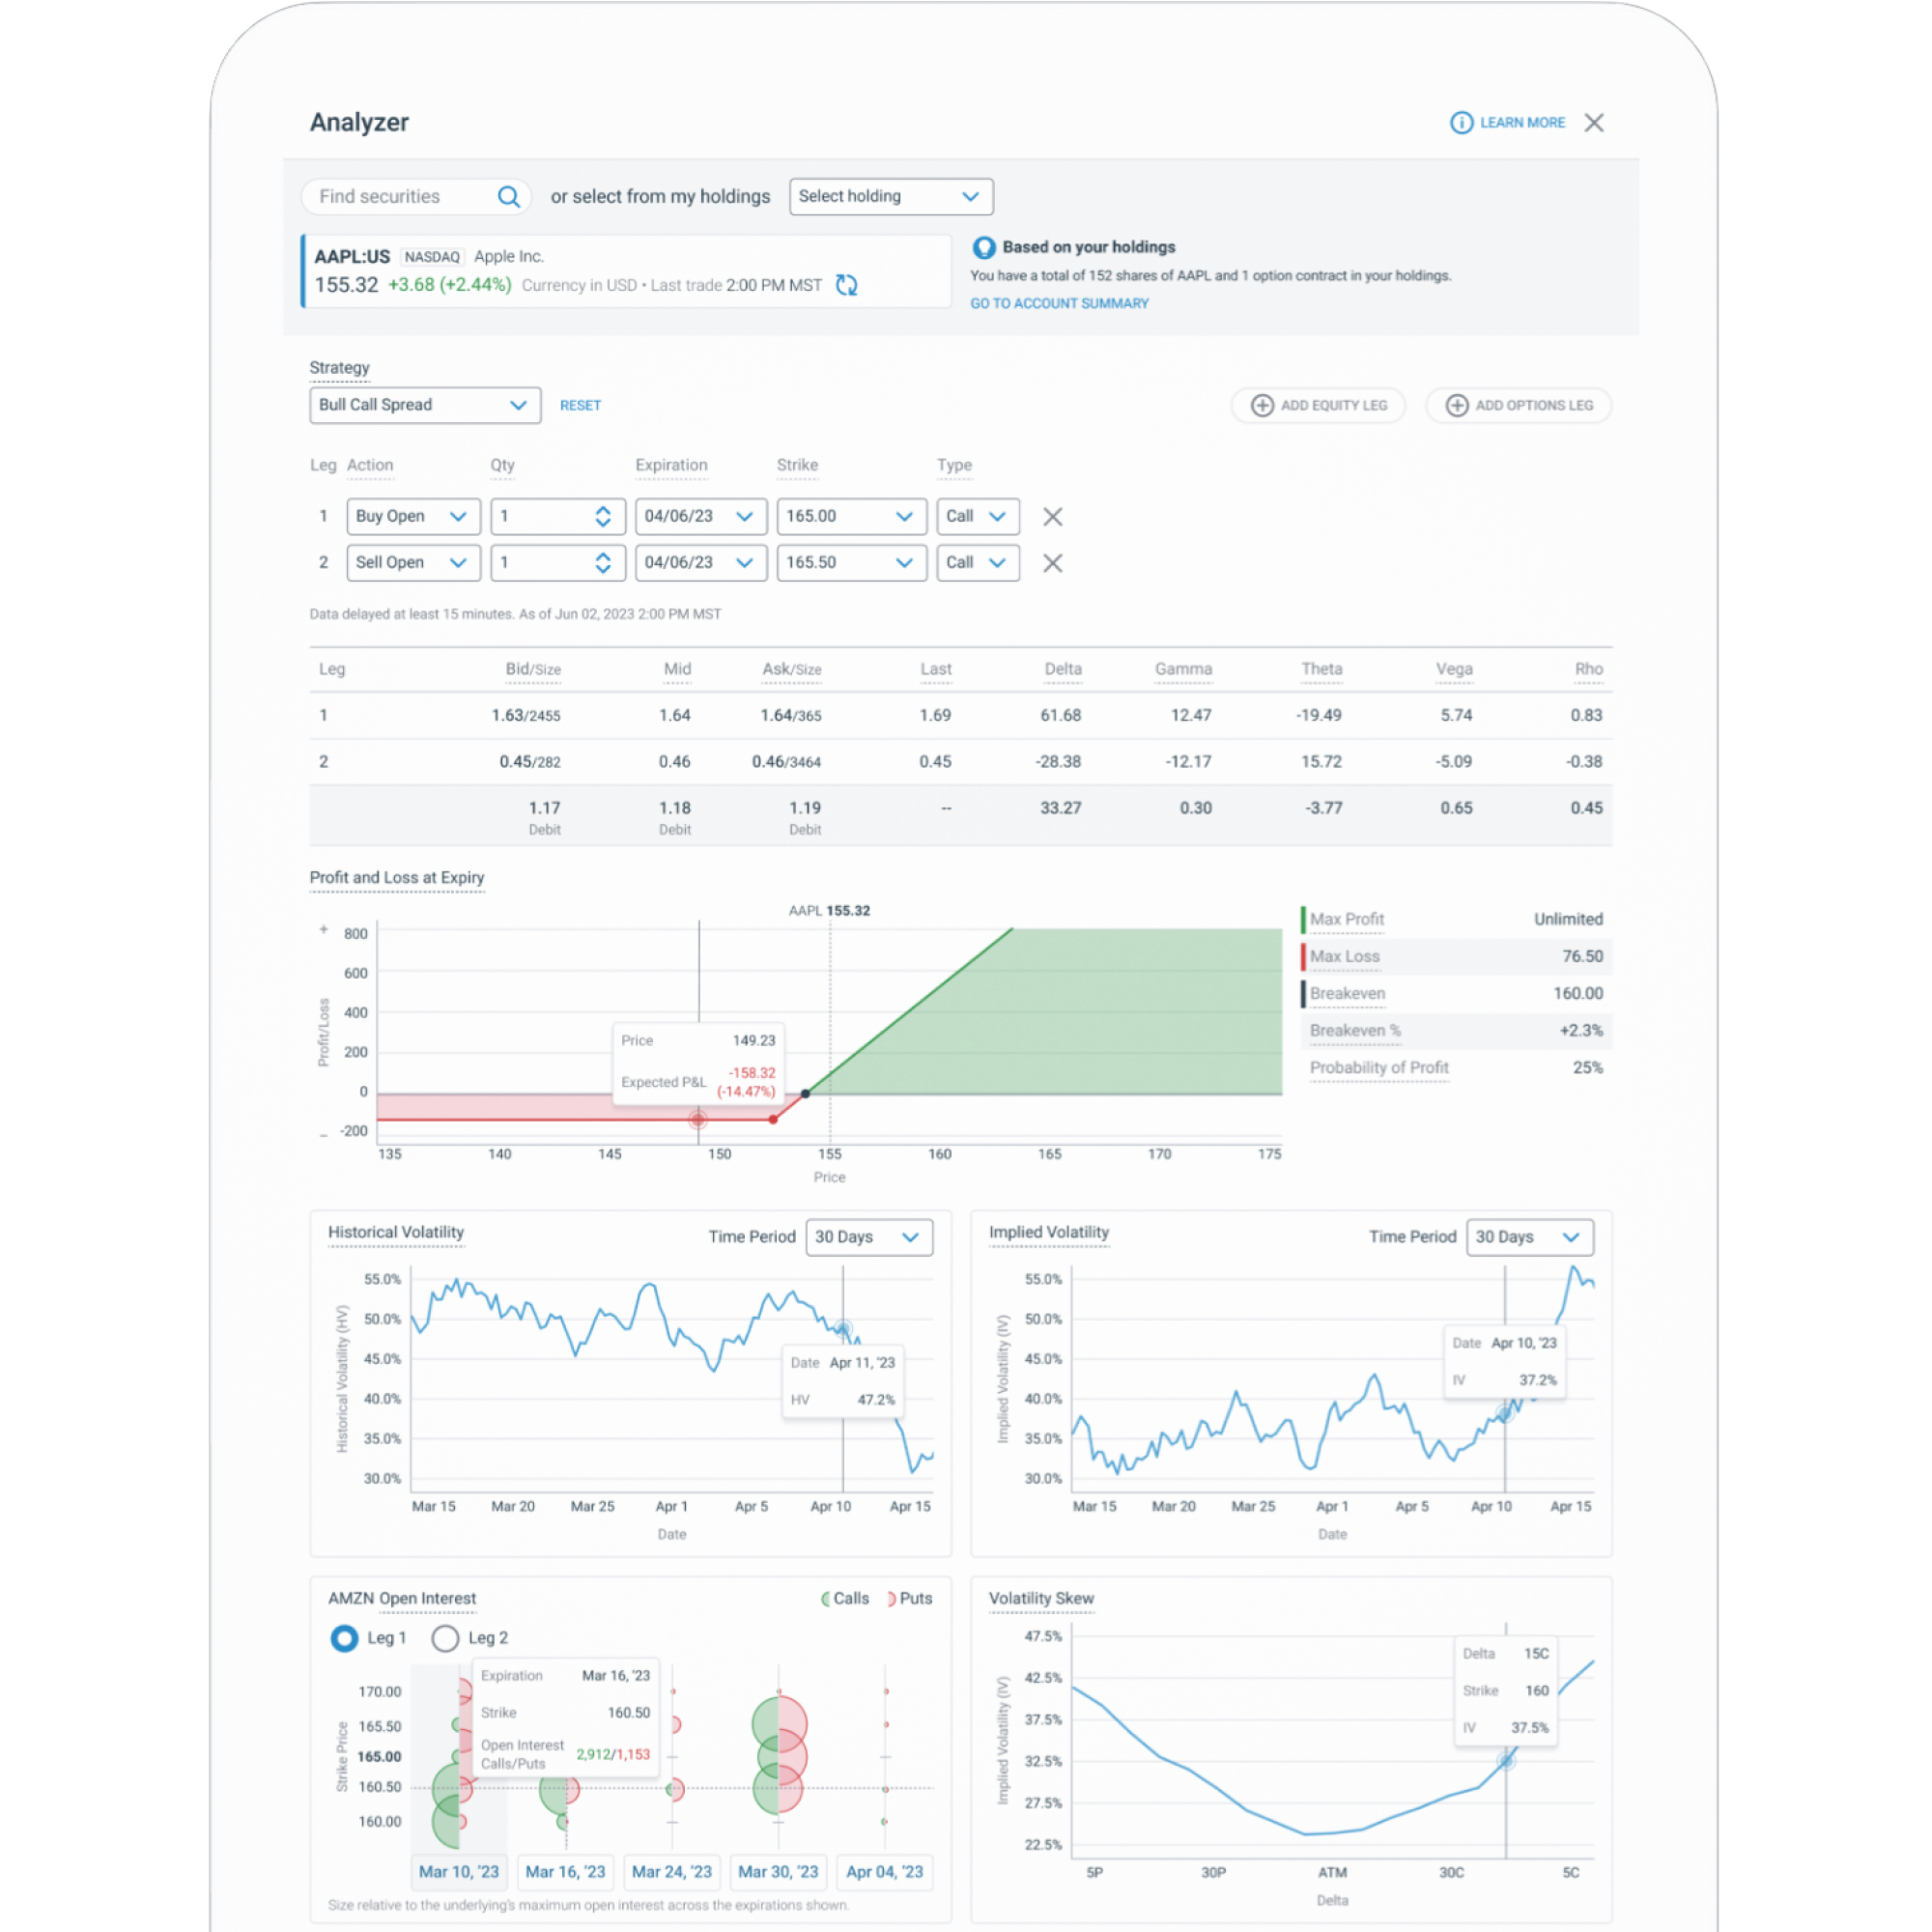 Analyzer
LEARN MORE
Find securities or select from my holdings Select holding
AAPL:US NASDAQ Apple Inc.
155.32 +3.68 (+2.44%) Currency in USD • Last trade 2:00 PM MST
Based on your holdings
You have a total of 152 shares of AAPL and 1 option contract in your holdings.
GO TO ACCOUNT SUMMARY
Strategy
Bull Call Spread RESET
ADD EQUITY LEG ADD OPTIONS LEG
Leg Action Qty Expiration Strike Type
1 Buy Open 1 04/06/23 165.00 Call
2 Sell Open 1 04/06/23 165.50 Call
Data delayed at least 15 minutes. As of Jun 02, 2023 2:00 PM MST
Leg Bid/Size Mid Ask/Size Last Delta Gamma Theta Vega Rho
1 1.63/2455 1.64 1.64/365 1.69 61.68 12.47 -19.49 5.74 0.83
2 0.45/282 0.46 0.46/3464 0.45 -28.38 -12.17 15.72 -5.09 -0.38
1.17 1.18 1.19 -- 33.27 0.30 -3.77 0.65 0.45
Debit Debit Debit
Profit and Loss at Expiry
AAPL 155.32
+ 800
600
400
200
0
– -200
Profit/Loss
Price 149.23
Expected P&L -158.32
(-14.47%)
135 140 145 150 155 160 165 170 175
Price
Max Profit Unlimited
Max Loss 76.50
Breakeven 160.00
Breakeven % +2.3%
Probability of Profit 25%
Historical Volatility Time Period 30 Days
55.0%
50.0%
45.0%
40.0%
35.0%
30.0%
Historical Volatility (HV)
Date Apr 11, '23
HV 47.2%
Mar 15 Mar 20 Mar 25 Apr 1 Apr 5 Apr 10 Apr 15
Date
Implied Volatility Time Period 30 Days
55.0%
50.0%
45.0%
40.0%
35.0%
30.0%
Implied Volatility (IV)
Date Apr 10, '23
IV 37.2%
Mar 15 Mar 20 Mar 25 Apr 1 Apr 5 Apr 10 Apr 15
Date
AMZN Open Interest Calls Puts
Leg 1 Leg 2
170.00
165.50
165.00
160.50
160.00
Strike Price
Expiration Mar 16, '23
Strike 160.50
Open Interest
Calls/Puts 2,912/1,153
Mar 10, '23 Mar 16, '23 Mar 24, '23 Mar 30, '23 Apr 04, '23
Size relative to the underlying's maximum open interest across the expirations shown.
Volatility Skew
47.5%
42.5%
37.5%
32.5%
27.5%
22.5%
Implied Volatility (IV)
Delta 15C
Strike 160
IV 37.5%
5P 30P ATM 30C 5C
Delta